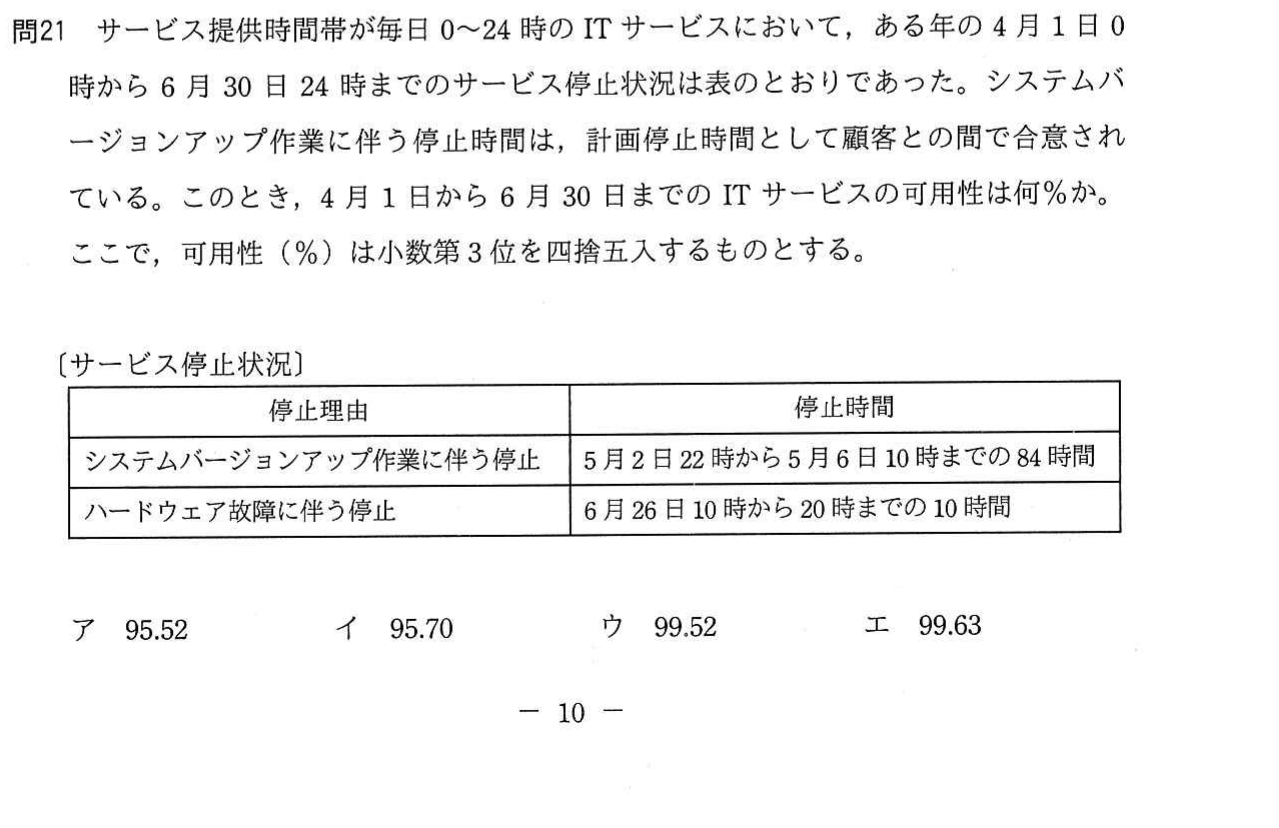 問21 サービス提供時間帯が毎日 0～24 時の IT サービスにおいて，ある年の 4 月 1 日 0
時から 6 月 30 日 24 時までのサービス停止状況は表のとおりであった。システムバ
ージョンアップ作業に伴う停止時間は，計画停止時間として顧客との間で合意され
ている。このとき，4 月 1 日から 6 月 30 日までの IT サービスの可用性は何％か。
ここで，可用性（％）は小数第 3 位を四捨五入するものとする。
〔サービス停止状況〕
停止理由 停止時間
システムバージョンアップ作業に伴う停止 5 月 2 日 22 時から 5 月 6 日 10 時までの 84 時間
ハードウェア故障に伴う停止 6 月 26 日 10 時から 20 時までの 10 時間
ア 95.52 イ 95.70 ウ 99.52 エ 99.63
－ 10 －